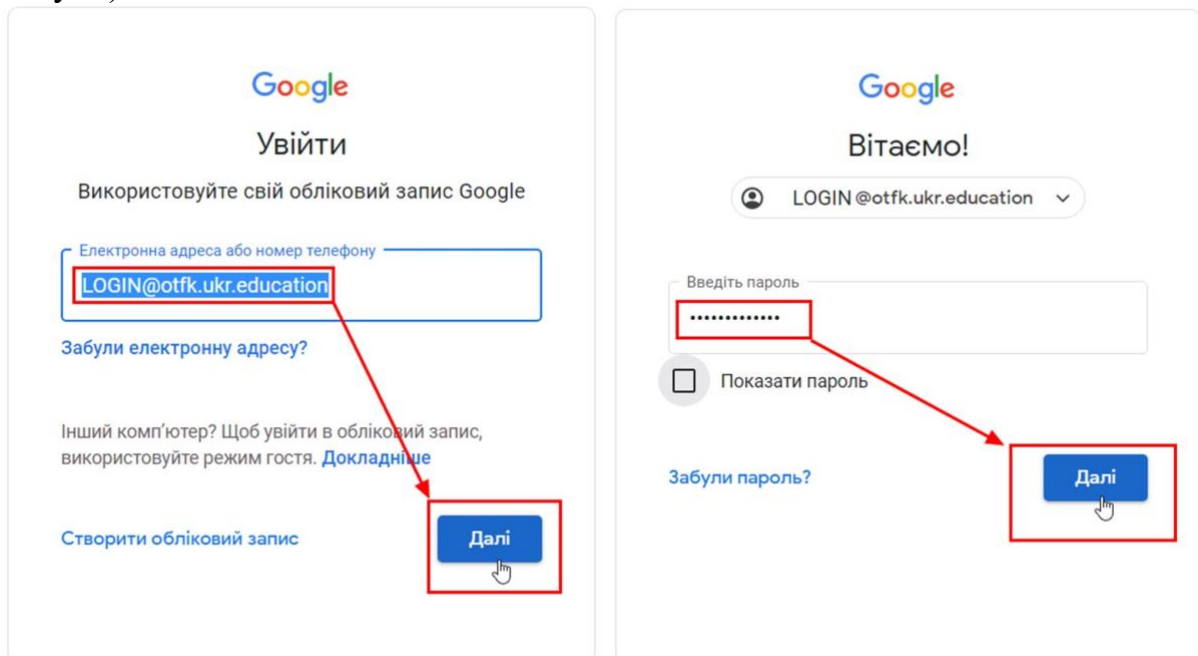 Google
Увійти
Використовуйте свій обліковий запис Google
Електронна адреса або номер телефону
LOGIN@otfk.ukr.education
Забули електронну адресу?
Інший комп’ютер? Щоб увійти в обліковий запис,
використовуйте режим гостя. Докладніше
Створити обліковий запис
Далі
Google
Вітаємо!
LOGIN @otfk.ukr.education
Введіть пароль
•••••••••••••
Показати пароль
Забули пароль?
Далі